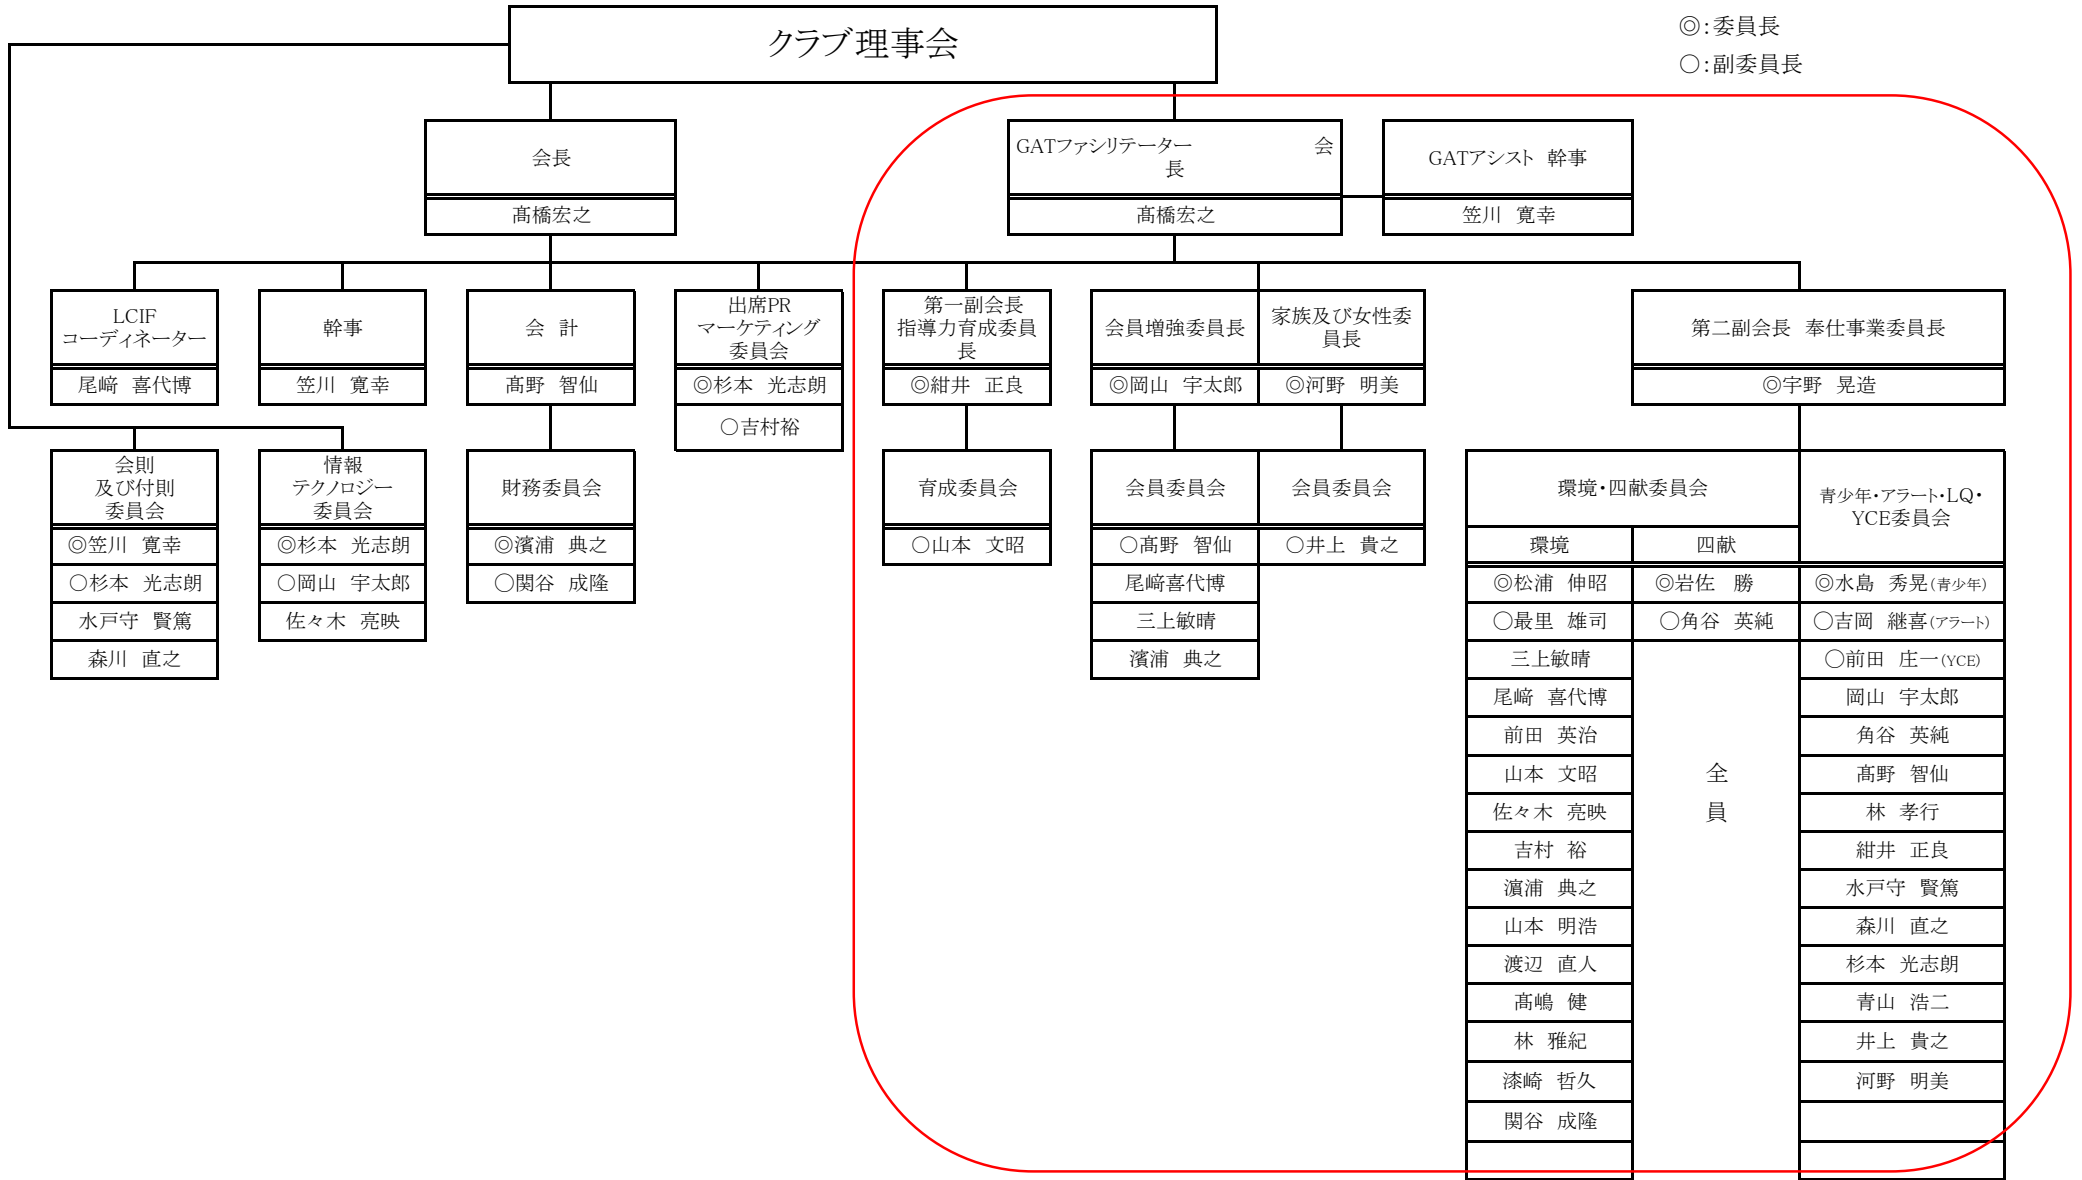 クラブ理事会
◎:委員長
○:副委員長
会長
髙橋宏之
GATファシリテーター 会
長
髙橋宏之
GATアシスト 幹事
笠川 寛幸
LCIF
コーディネーター
尾﨑 喜代博
幹事
笠川 寛幸
会 計
髙野 智仙
出席PR
マーケティング
委員会
◎杉本 光志朗
○吉村裕
第一副会長
指導力育成委員
長
◎紺井 正良
会員増強委員長
◎岡山 宇太郎
家族及び女性委
員長
◎河野 明美
第二副会長 奉仕事業委員長
◎宇野 晃造
会則
及び付則
委員会
◎笠川 寛幸
○杉本 光志朗
水戸守 賢篤
森川 直之
情報
テクノロジー
委員会
◎杉本 光志朗
○岡山 宇太郎
佐々木 亮映
財務委員会
◎濱浦 典之
○関谷 成隆
育成委員会
○山本 文昭
会員委員会
○髙野 智仙
尾﨑喜代博
三上敏晴
濱浦 典之
会員委員会
○井上 貴之
環境・四献委員会
環境
◎松浦 伸昭
○最里 雄司
三上敏晴
尾﨑 喜代博
前田 英治
山本 文昭
佐々木 亮映
吉村 裕
濵浦 典之
山本 明浩
渡辺 直人
髙嶋 健
林 雅紀
漆崎 哲久
関谷 成隆
四献
◎岩佐 勝
○角谷 英純
全
員
青少年・アラート・LQ・
YCE委員会
◎水島 秀晃(青少年)
○吉岡 継喜(アラート)
○前田 庄一(YCE)
岡山 宇太郎
角谷 英純
髙野 智仙
林 孝行
紺井 正良
水戸守 賢篤
森川 直之
杉本 光志朗
青山 浩二
井上 貴之
河野 明美